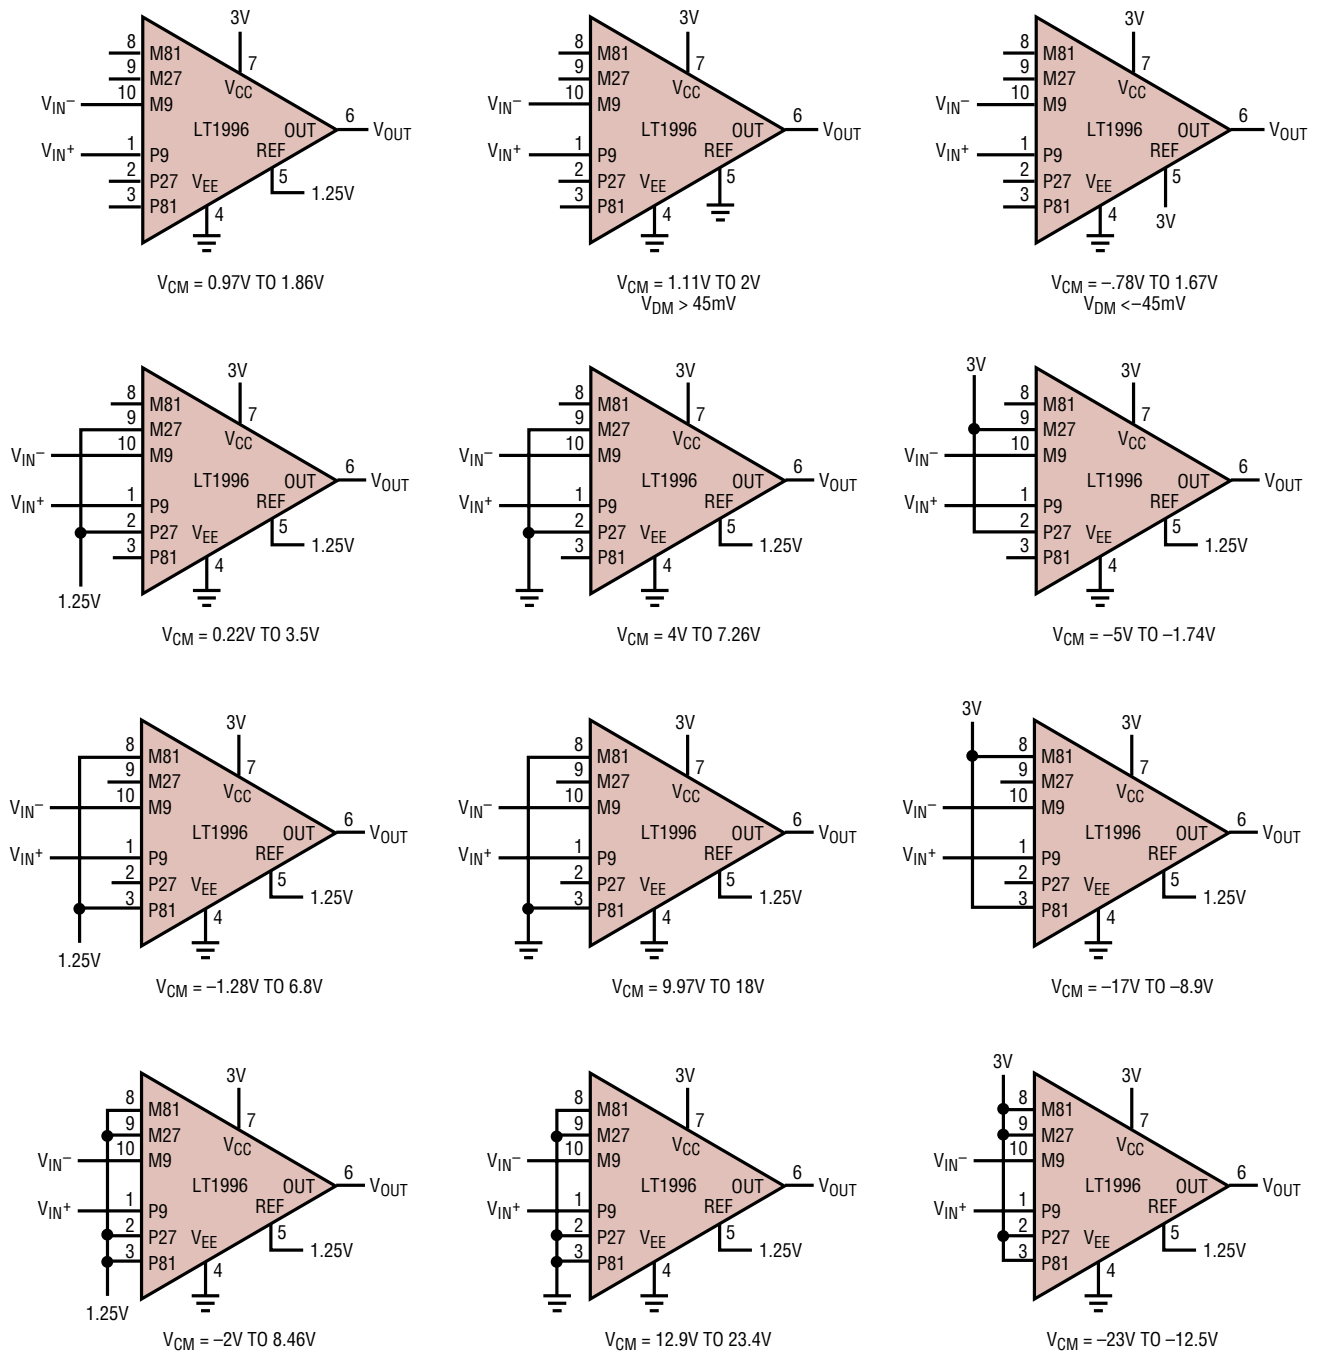 3V
8 M81
7
9 M27
VCC
VIN– 10 M9
LT1996 OUT 6 VOUT
REF
VIN+ 1 P9
5
2 P27
VEE
1.25V
3 P81
4
VCM = 0.97V TO 1.86V
3V
8 M81
7
9 M27
VCC
VIN– 10 M9
LT1996 OUT 6 VOUT
REF
VIN+ 1 P9
5
2 P27
VEE
3 P81
4
VCM = 1.11V TO 2V
VDM > 45mV
3V
8 M81
7
9 M27
VCC
VIN– 10 M9
LT1996 OUT 6 VOUT
REF
VIN+ 1 P9
5
2 P27
VEE
3 P81
4
3V
VCM = –.78V TO 1.67V
VDM <–45mV
3V
8 M81
7
9 M27
VCC
VIN– 10 M9
LT1996 OUT 6 VOUT
REF
VIN+ 1 P9
5
2 P27
VEE
1.25V
3 P81
4
1.25V
VCM = 0.22V TO 3.5V
3V
8 M81
7
9 M27
VCC
VIN– 10 M9
LT1996 OUT 6 VOUT
REF
VIN+ 1 P9
5
2 P27
VEE
1.25V
3 P81
4
VCM = 4V TO 7.26V
3V
3V
8 M81
7
9 M27
VCC
VIN– 10 M9
LT1996 OUT 6 VOUT
REF
VIN+ 1 P9
5
2 P27
VEE
1.25V
3 P81
4
VCM = –5V TO –1.74V
3V
8 M81
7
9 M27
VCC
VIN– 10 M9
LT1996 OUT 6 VOUT
REF
VIN+ 1 P9
5
2 P27
VEE
1.25V
3 P81
4
1.25V
VCM = –1.28V TO 6.8V
3V
8 M81
7
9 M27
VCC
VIN– 10 M9
LT1996 OUT 6 VOUT
REF
VIN+ 1 P9
5
2 P27
VEE
1.25V
3 P81
4
VCM = 9.97V TO 18V
3V
3V
8 M81
7
9 M27
VCC
VIN– 10 M9
LT1996 OUT 6 VOUT
REF
VIN+ 1 P9
5
2 P27
VEE
1.25V
3 P81
4
VCM = –17V TO –8.9V
3V
8 M81
7
9 M27
VCC
VIN– 10 M9
LT1996 OUT 6 VOUT
REF
VIN+ 1 P9
5
2 P27
VEE
1.25V
3 P81
4
1.25V
VCM = –2V TO 8.46V
3V
8 M81
7
9 M27
VCC
VIN– 10 M9
LT1996 OUT 6 VOUT
REF
VIN+ 1 P9
5
2 P27
VEE
1.25V
3 P81
4
VCM = 12.9V TO 23.4V
3V
3V
8 M81
7
9 M27
VCC
VIN– 10 M9
LT1996 OUT 6 VOUT
REF
VIN+ 1 P9
5
2 P27
VEE
1.25V
3 P81
4
VCM = –23V TO –12.5V